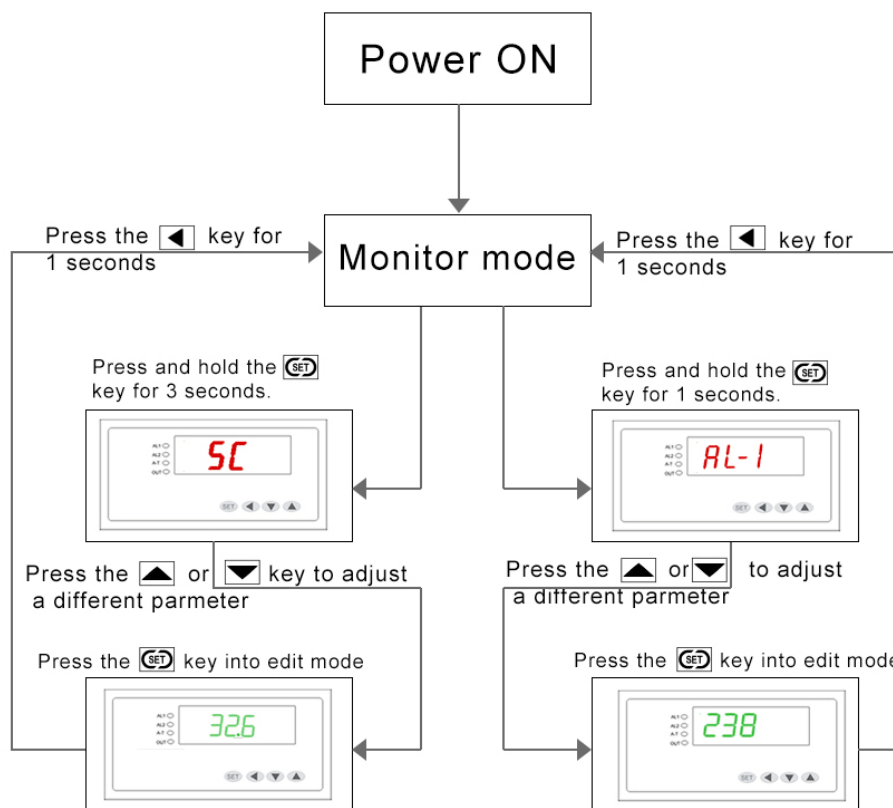 Power ON
Press the ◀ key for
1 seconds
Monitor mode
Press the ◀ key for
1 seconds
Press and hold the SET
key for 3 seconds.
Press and hold the SET
key for 1 seconds.
AL1
AL2
A-T
OUT
SC
SET
AL1
AL2
A-T
OUT
AL-1
SET
Press the ▲ or ▼ key to adjust
a different parmeter
Press the ▲ or ▼ to adjust
a different parmeter
Press the SET key into edit mode
Press the SET key into edit mode
AL1
AL2
A-T
OUT
32.6
SET
AL1
AL2
A-T
OUT
238
SET